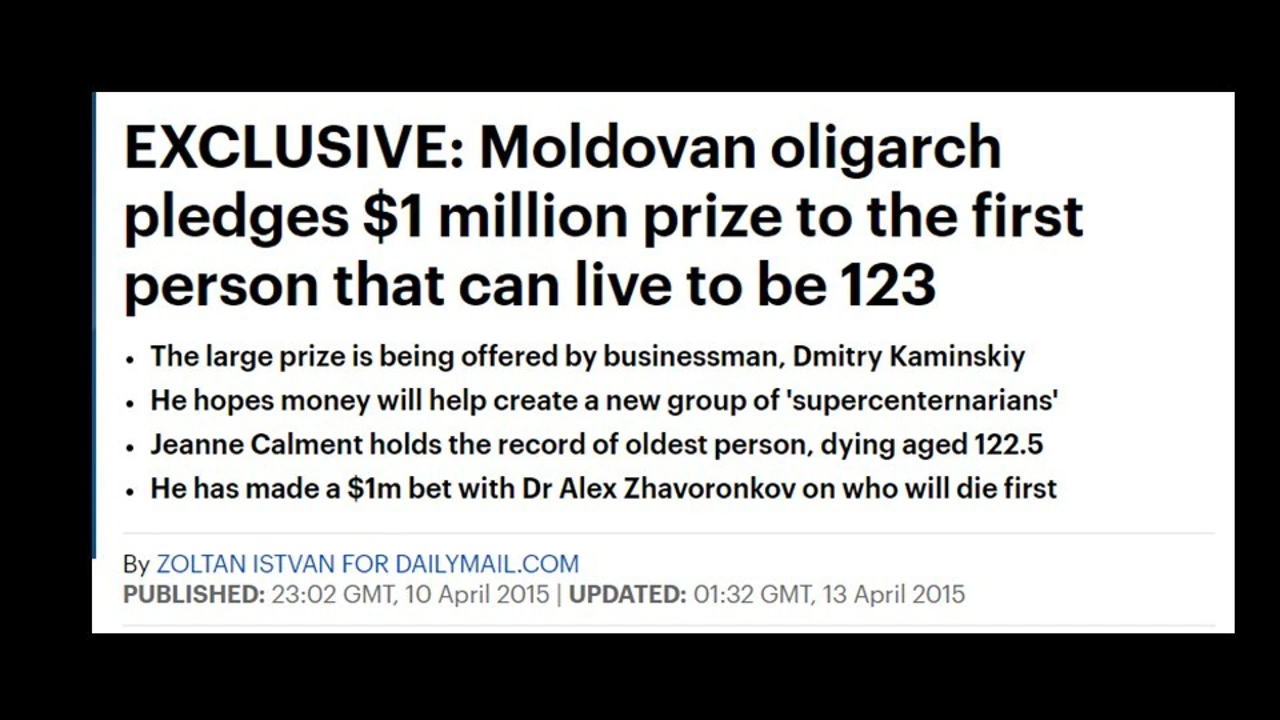 EXCLUSIVE: Moldovan oligarch
pledges $1 million prize to the first
person that can live to be 123
• The large prize is being offered by businessman, Dmitry Kaminskiy
• He hopes money will help create a new group of 'supercenternarians'
• Jeanne Calment holds the record of oldest person, dying aged 122.5
• He has made a $1m bet with Dr Alex Zhavoronkov on who will die first
By ZOLTAN ISTVAN FOR DAILYMAIL.COM
PUBLISHED: 23:02 GMT, 10 April 2015 | UPDATED: 01:32 GMT, 13 April 2015